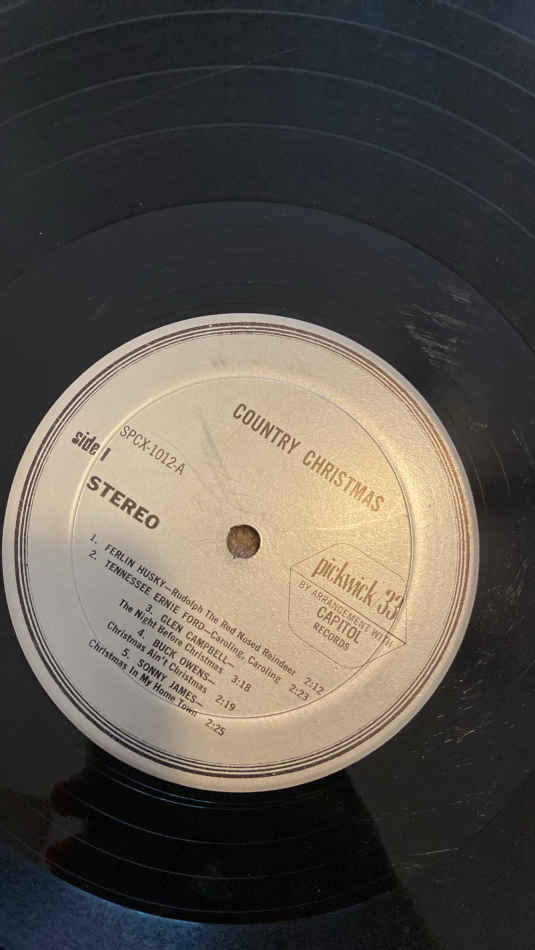 COUNTRY CHRISTMAS
side 1
SPCX-1012-A
STEREO
pickwick 33
BY ARRANGEMENT WITH
CAPITOL
RECORDS
1. FERLIN HUSKY—Rudolph The Red Nosed Raindeer 2:12
2. TENNESSEE ERNIE FORD—Caroling, Caroling 2:23
3. GLEN CAMPBELL—
The Night Before Christmas 3:18
4. BUCK OWENS—
Christmas Ain't Christmas 2:19
5. SONNY JAMES—
Christmas In My Home Town 2:25